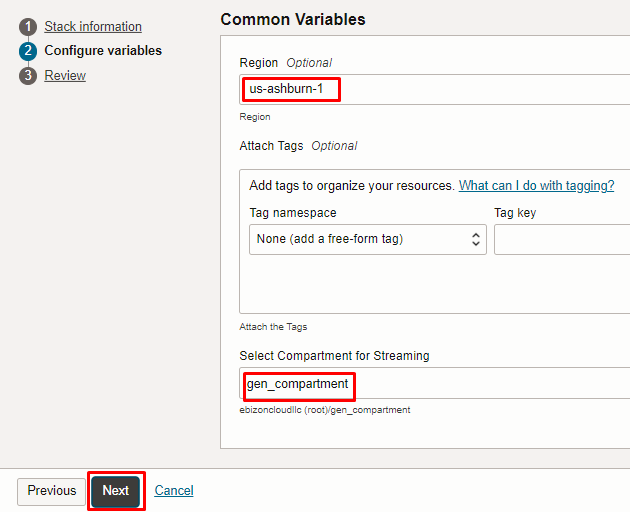 1 Stack information
2 Configure variables
3 Review
Common Variables
Region Optional
us-ashburn-1
Region
Attach Tags Optional
Add tags to organize your resources. What can I do with tagging?
Tag namespace Tag key
None (add a free-form tag)
Attach the Tags
Select Compartment for Streaming
gen_compartment
ebizoncloudllc (root)/gen_compartment
Previous Next Cancel